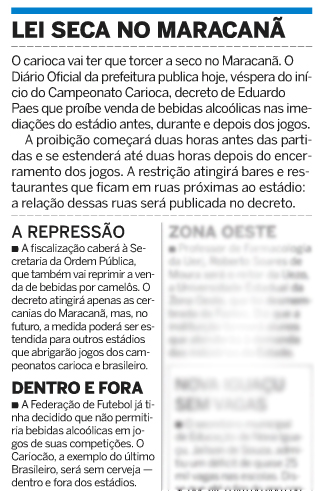 LEI SECA NO MARACANÃ
O carioca vai ter que torcer a seco no Maracanã. O
Diário Oficial da prefeitura publica hoje, véspera do iní-
cio do Campeonato Carioca, decreto de Eduardo
Paes que proíbe venda de bebidas alcoólicas nas ime-
diações do estádio antes, durante e depois dos jogos.
A proibição começará duas horas antes das parti-
das e se estenderá até duas horas depois do encer-
ramento dos jogos. A restrição atingirá bares e res-
taurantes que ficam em ruas próximas ao estádio:
a relação dessas ruas será publicada no decreto.
A REPRESSÃO
■ A fiscalização caberá à Se-
cretaria da Ordem Pública,
que também vai reprimir a ven-
da de bebidas por camelôs. O
decreto atingirá apenas as cer-
canias do Maracanã, mas, no
futuro, a medida poderá ser es-
tendida para outros estádios
que abrigarão jogos dos cam-
peonatos carioca e brasileiro.
DENTRO E FORA
■ A Federação de Futebol já ti-
nha decidido que não permiti-
ria bebidas alcoólicas em jo-
gos de suas competições. O
Cariocão, a exemplo do último
Brasileiro, será sem cerveja —
dentro e fora dos estádios.
ZONA OESTE
NOVA IGUAÇU
SEM VAGAS